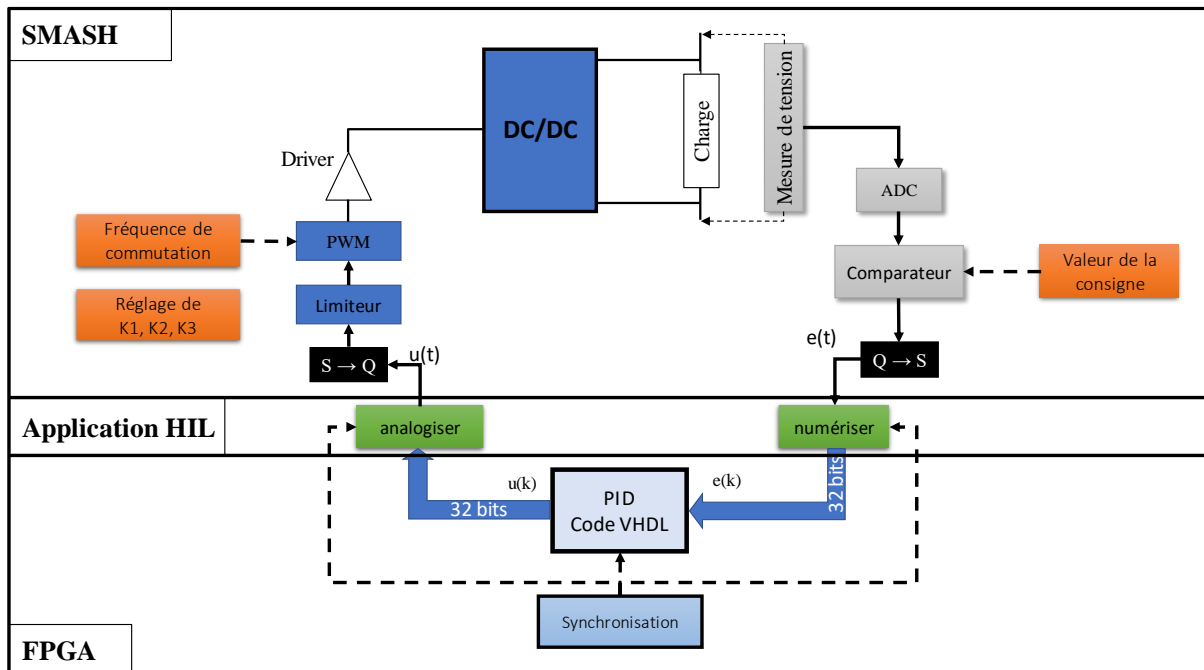 SMASH
DC/DC
Charge
Mesure de tension
Driver
ADC
Fréquence de
commutation
PWM
Comparateur
Valeur de la
consigne
Réglage de
K1, K2, K3
Limiteur
u(t)
e(t)
S → Q
Q → S
Application HIL
analogiser
numériser
u(k)
e(k)
32 bits
32 bits
PID
Code VHDL
Synchronisation
FPGA